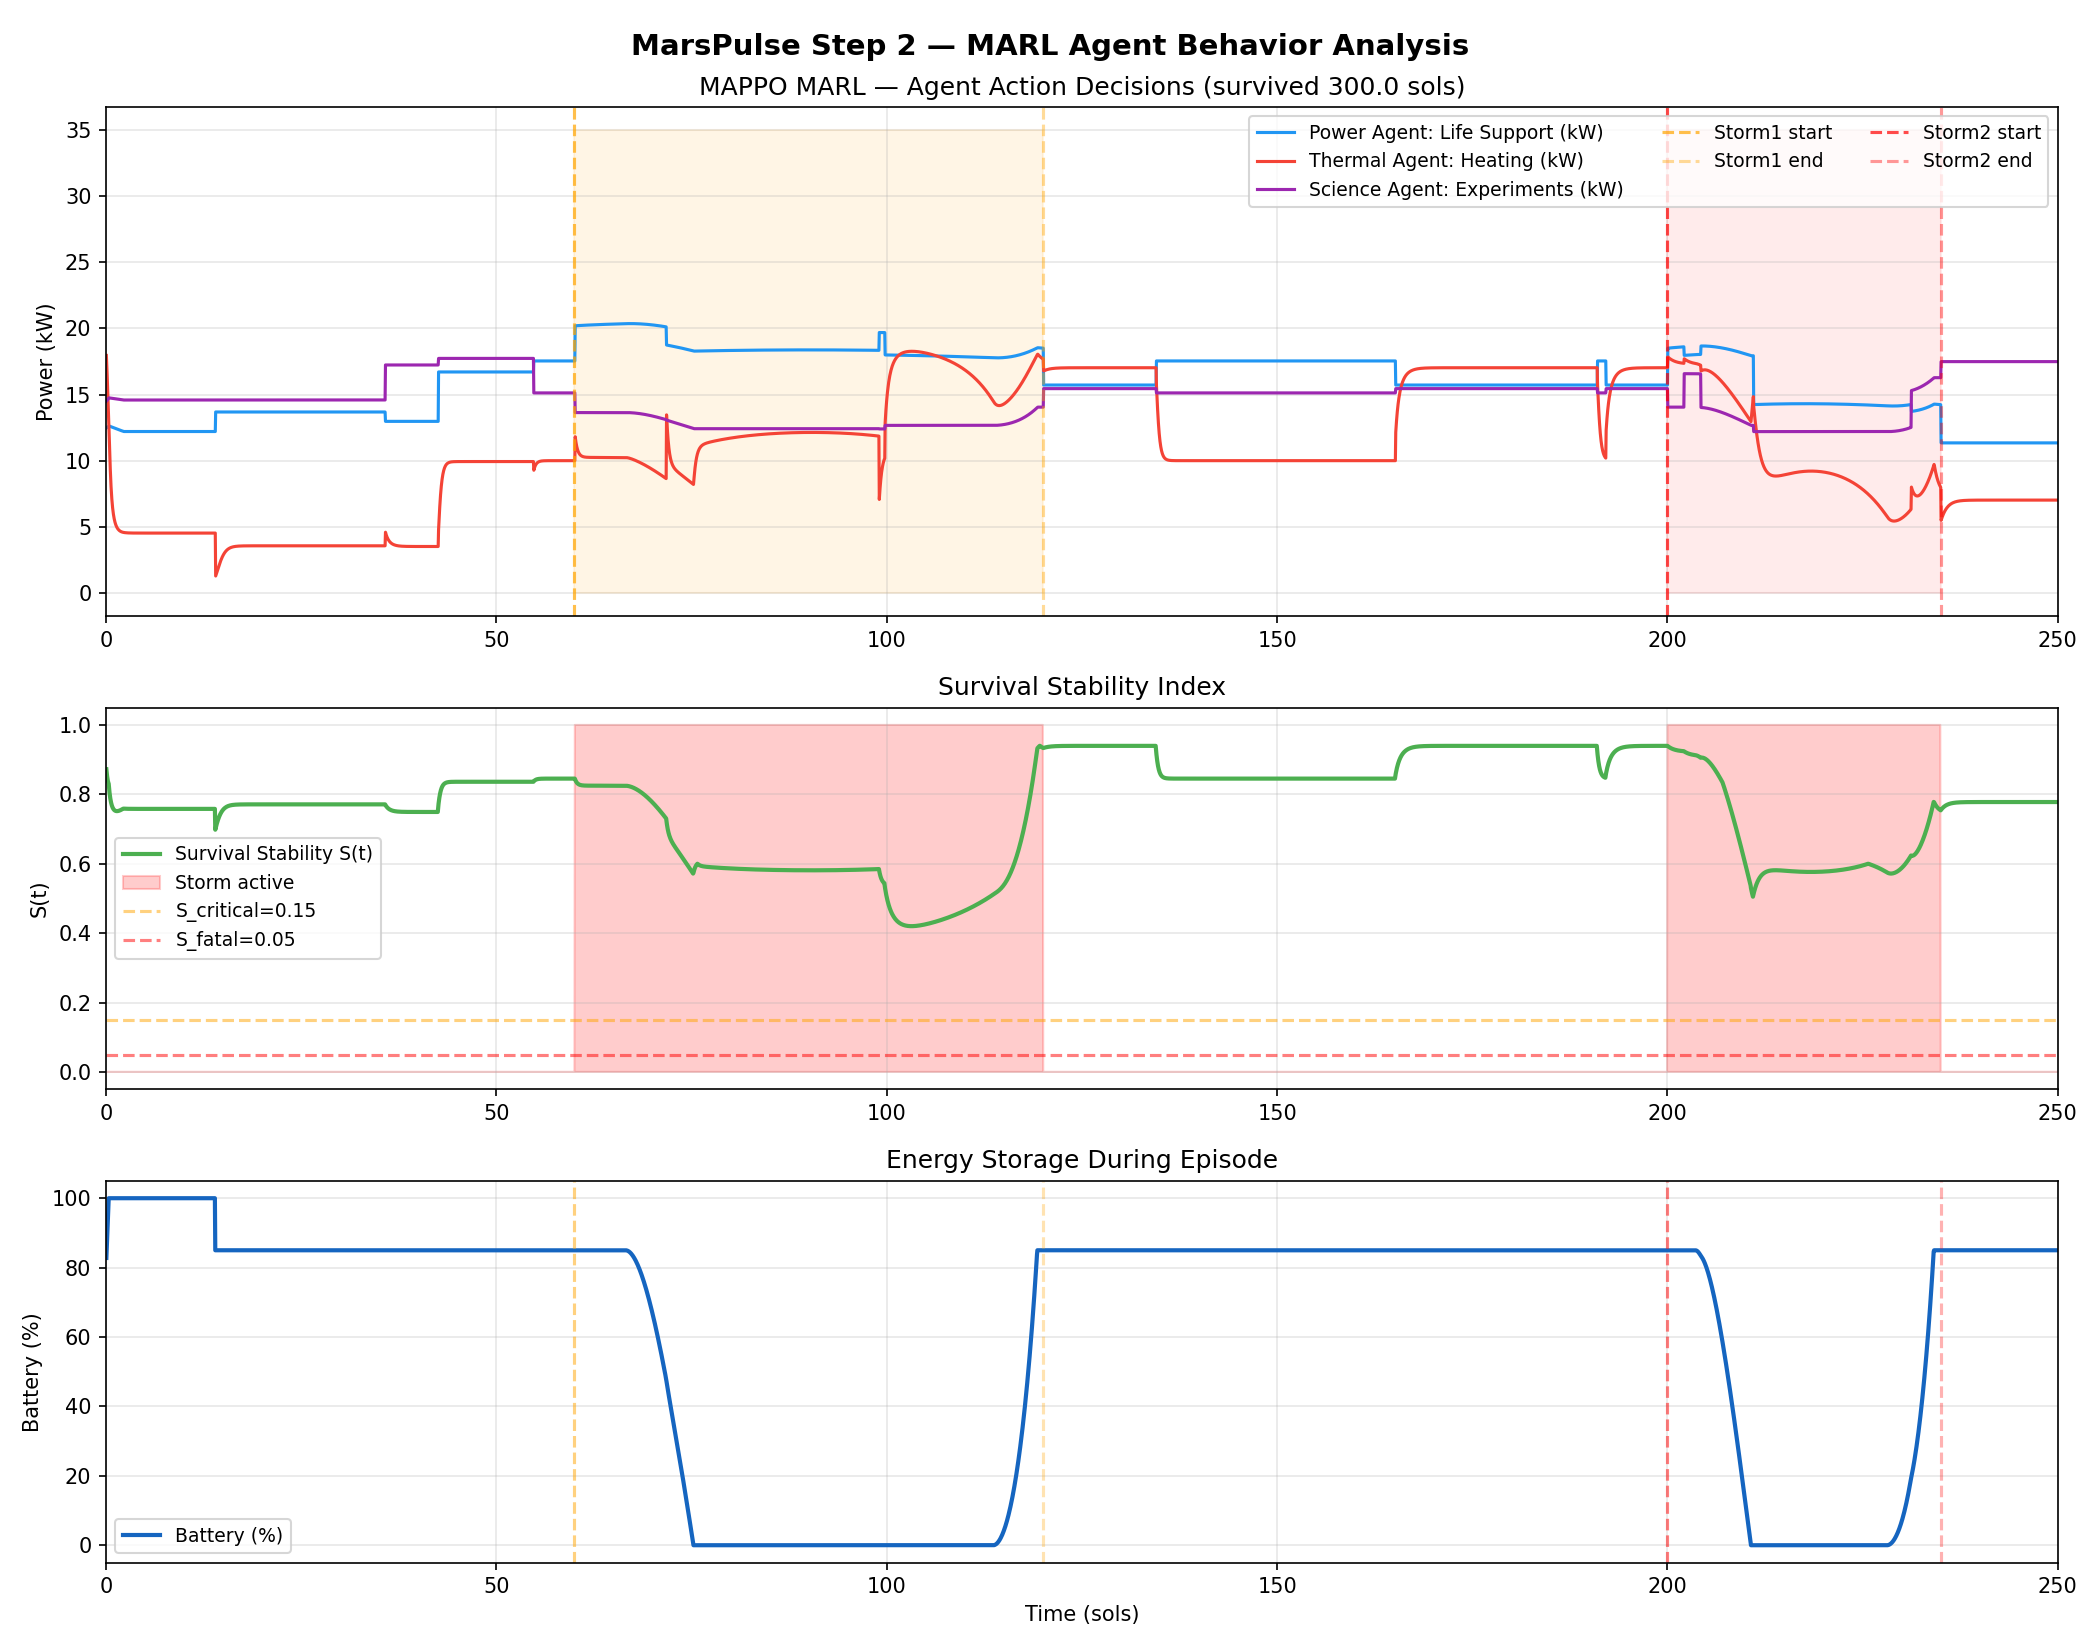 MarsPulse Step 2 — MARL Agent Behavior Analysis
MAPPO MARL — Agent Action Decisions (survived 300.0 sols)
Power (kW)
35
30
25
20
15
10
5
0
Power Agent: Life Support (kW)
Thermal Agent: Heating (kW)
Science Agent: Experiments (kW)
Storm1 start
Storm1 end
Storm2 start
Storm2 end
0 50 100 150 200 250
Survival Stability Index
S(t)
1.0
0.8
0.6
0.4
0.2
0.0
Survival Stability S(t)
Storm active
S_critical=0.15
S_fatal=0.05
0 50 100 150 200 250
Energy Storage During Episode
Battery (%)
100
80
60
40
20
0
Battery (%)
0 50 100 150 200 250
Time (sols)